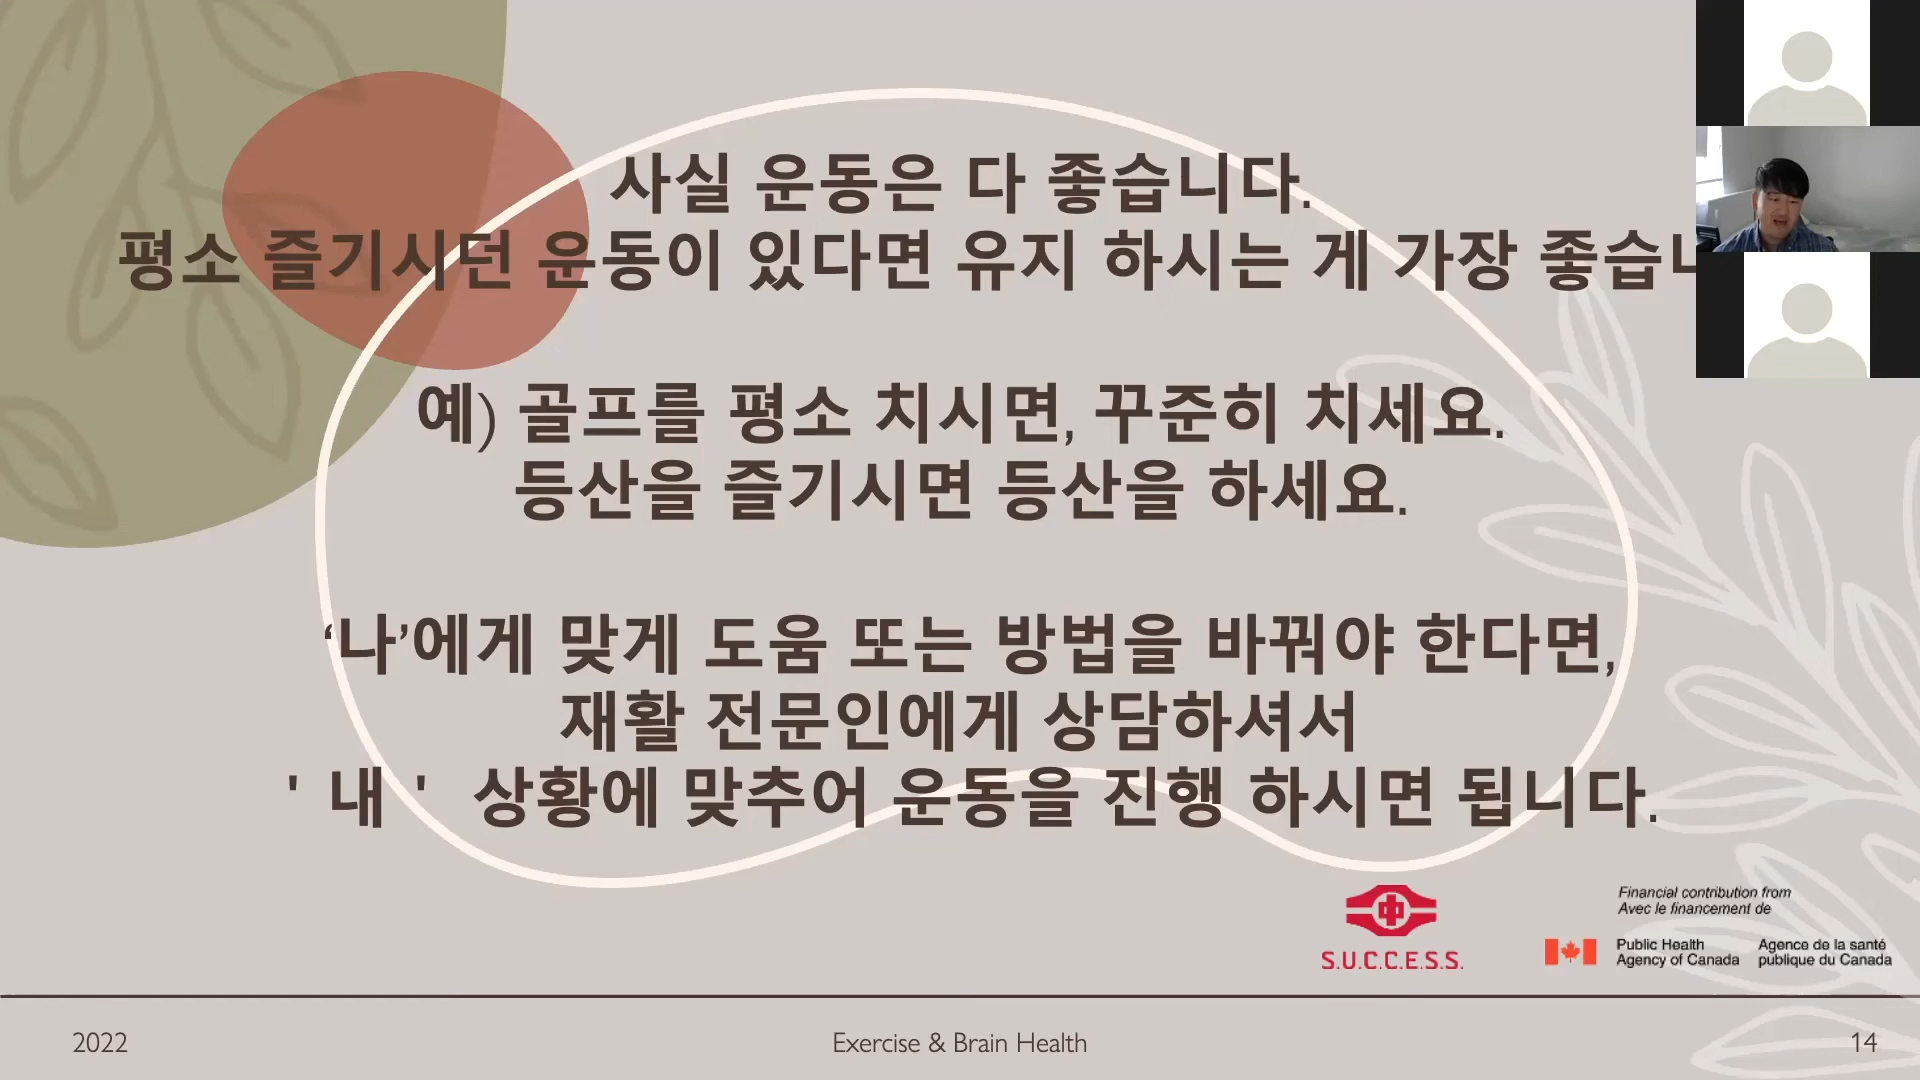 사실 운동은 다 좋습니다.
평소 즐기시던 운동이 있다면 유지 하시는 게 가장
예) 골프를 평소 치시면, 꾸준히 치세요.
등산을 즐기시면 등산을 하세요.
‘나’에게 맞게 도움 또는 방법을 바꿔야 한다면,
재활 전문인에게 상담하셔서
' 내 ' 상황에 맞추어 운동을 진행 하시면 됩니다.
S.U.C.C.E.S.S.
Financial contribution from
Avec le financement de
Public Health Agence de la santé
Agency of Canada publique du Canada
2022 Exercise & Brain Health 14